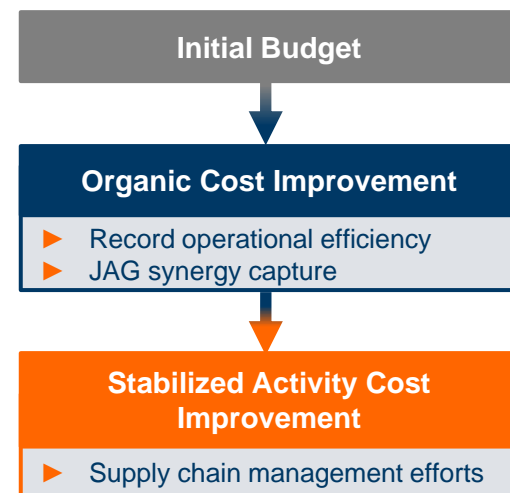 Initial Budget
Organic Cost Improvement
► Record operational efficiency
► JAG synergy capture
Stabilized Activity Cost
Improvement
► Supply chain management efforts